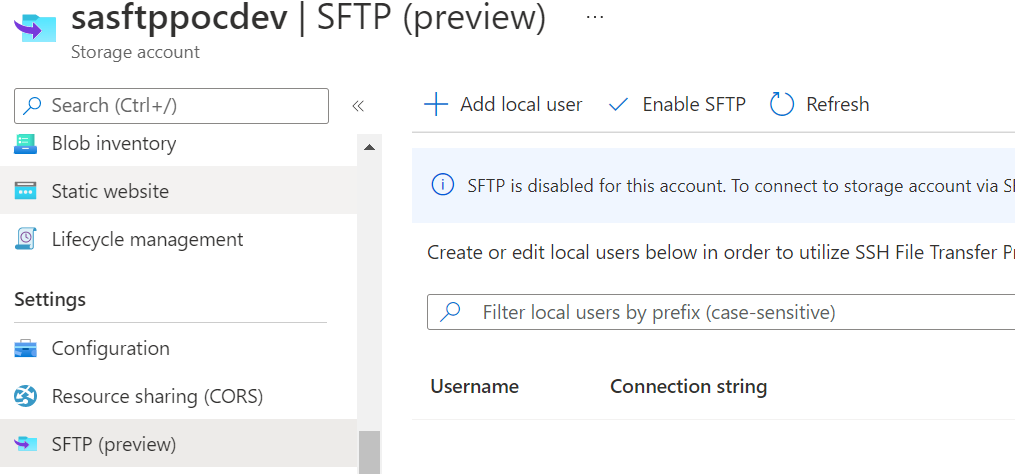 sasftppocdev | SFTP (preview) ...
Storage account
Search (Ctrl+/)
«
Blob inventory
Static website
Lifecycle management
Settings
Configuration
Resource sharing (CORS)
SFTP (preview)
Add local user Enable SFTP Refresh
SFTP is disabled for this account. To connect to storage account via
Create or edit local users below in order to utilize SSH File Transfer
Filter local users by prefix (case-sensitive)
Username Connection string